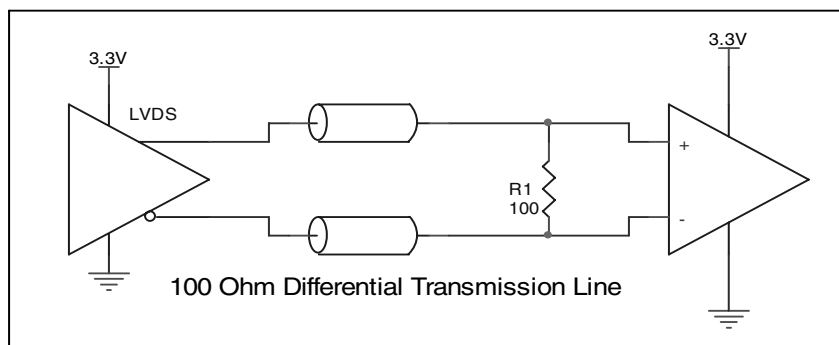 3.3V
3.3V
LVDS
+
R1
100
-
100 Ohm Differential Transmission Line